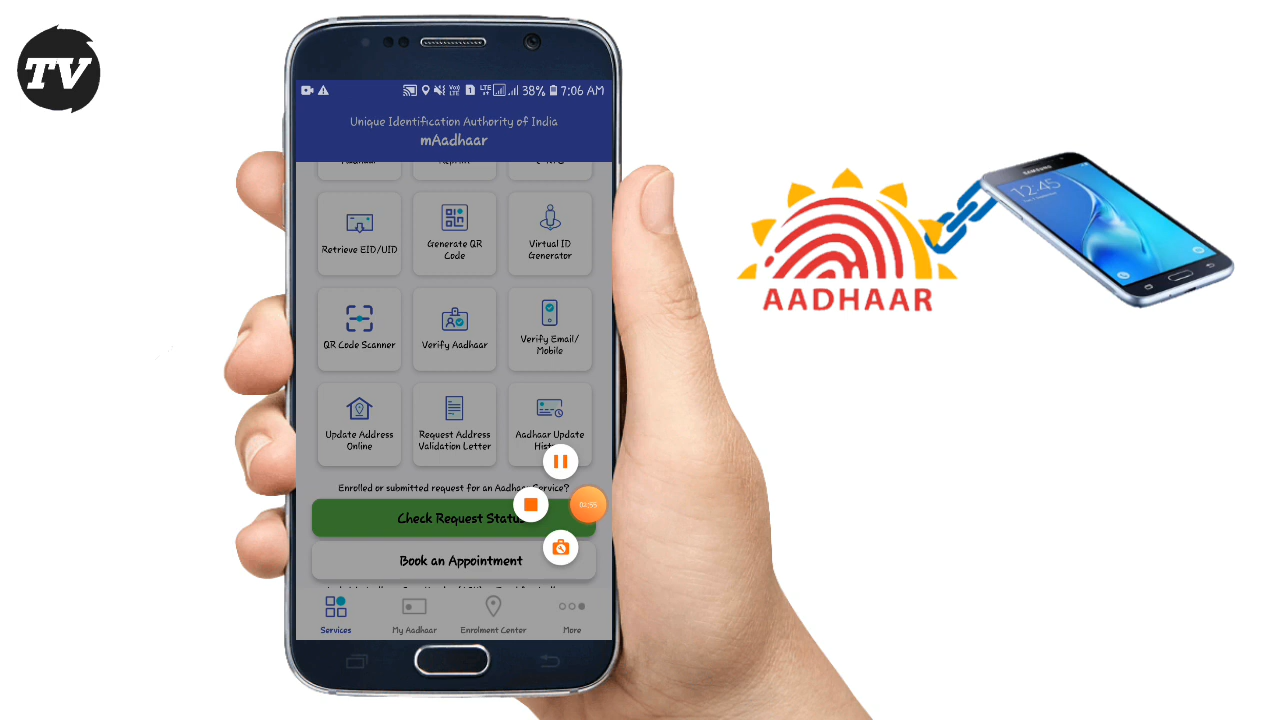 TV
38% 7:06 AM
Unique Identification Authority of India
mAadhaar
Retrieve EID/UID
Generate QR
Code
Virtual ID
Generator
QR Code Scanner
Verify Aadhaar
Verify Email/
Mobile
Update Address
Online
Request Address
Validation Letter
Aadhaar Update
Enrolled or submitted request for an Aadhaar Service?
Check Request Status
Book an Appointment
Services
My Aadhaar
Enrolment Center
More
AADHAAR
SAMSUNG
12:45